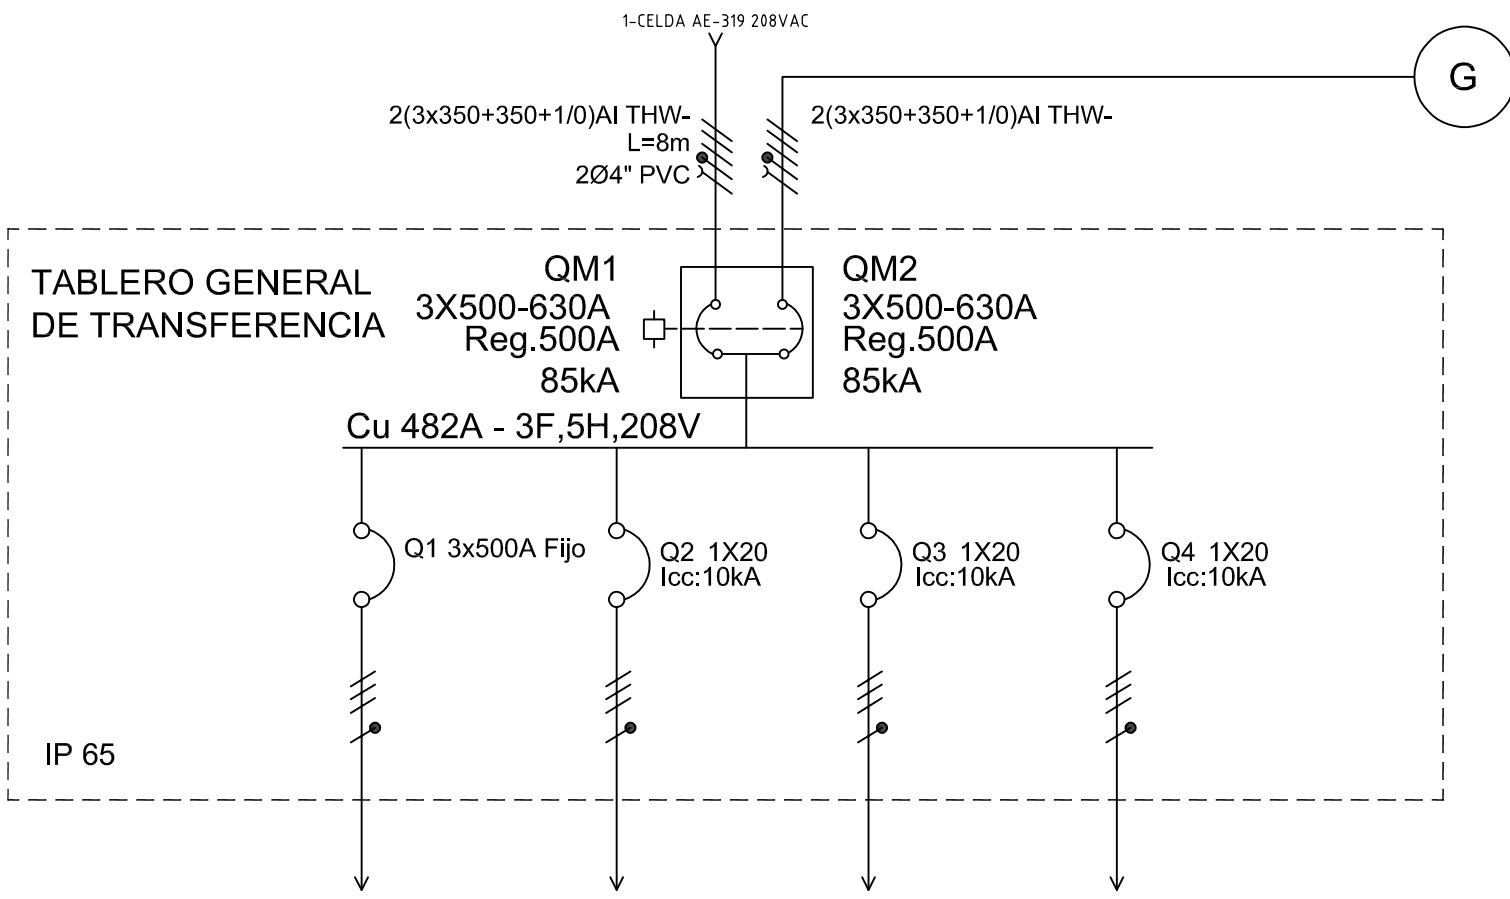 1-CELDA AE-319 208VAC
G
2(3x350+350+1/0)Al THW-
L=8m
2Ø4" PVC
2(3x350+350+1/0)Al THW-
TABLERO GENERAL
DE TRANSFERENCIA
QM1
3X500-630A
Reg.500A
85kA
QM2
3X500-630A
Reg.500A
85kA
Cu 482A - 3F,5H,208V
Q1 3x500A Fijo
Q2 1X20
Icc:10kA
Q3 1X20
Icc:10kA
Q4 1X20
Icc:10kA
IP 65